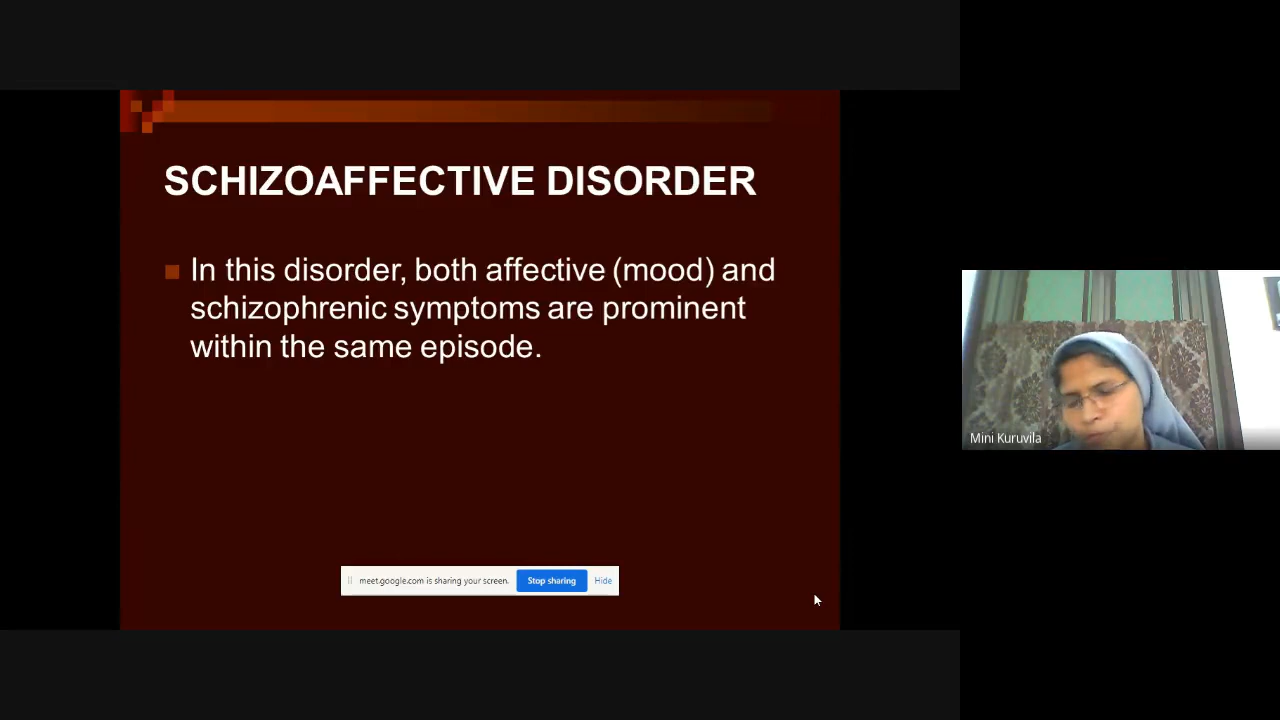 SCHIZOAFFECTIVE DISORDER
In this disorder, both affective (mood) and
schizophrenic symptoms are prominent
within the same episode.
meet.google.com is sharing your screen. Stop sharing Hide
Mini Kuruvila